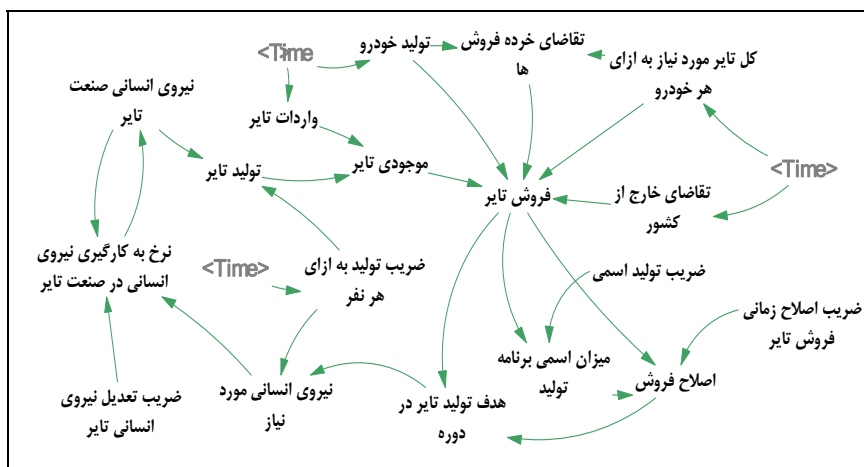 <Time
تولید خودرو
تقاضای خرده فروش
ها
کل تایر مورد نیاز به ازای
هر خودرو
نیروی انسانی صنعت
تایر
واردات تایر
تولید تایر
موجودی تایر
فروش تایر
تقاضای خارج از
کشور
<Time>
نرخ به کارگیری نیروی
انسانی در صنعت تایر
<Time>
ضریب تولید به ازای
هر نفر
ضریب تولید اسمی
ضریب اصلاح زمانی
فروش تایر
ضریب تعدیل نیروی
انسانی تایر
نیروی انسانی مورد
نیاز
هدف تولید تایر در
دوره
میزان اسمی برنامه
تولید
اصلاح فروش